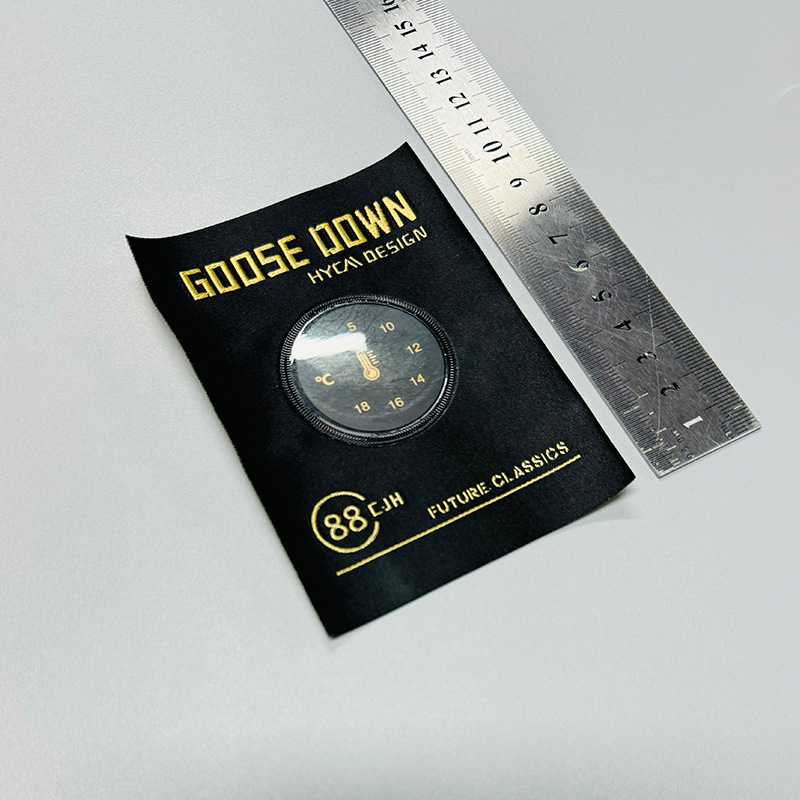 GOOSE DOWN
HYCM DESIGN
5 10
12
°C
14
18 16
88 CJH
FUTURE CLASSICS
1 2 3 4 5 6 7 8 9 10 11 12 13 14 15 16